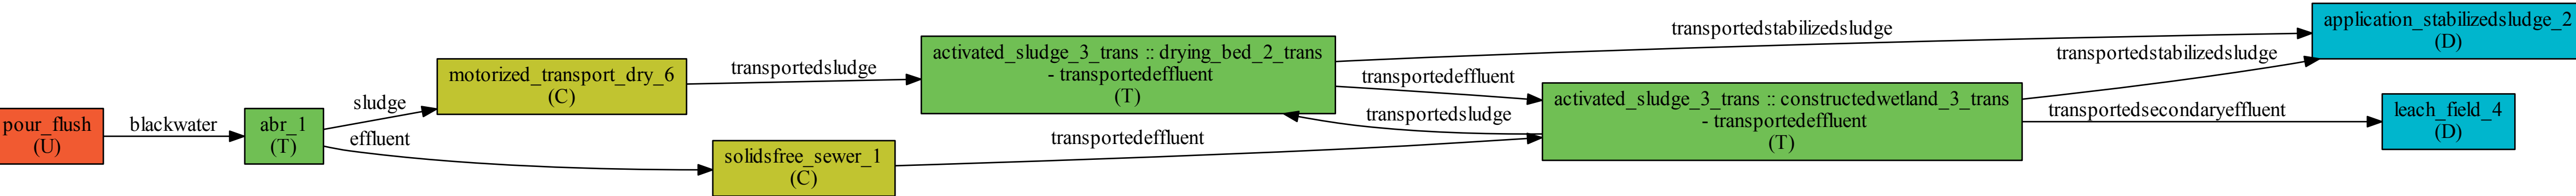 pour_flush
(U)
blackwater
abr_1
(T)
sludge
effluent
motorized_transport_dry_6
(C)
solidsfree_sewer_1
(C)
transportedsludge
transportedeffluent
activated_sludge_3_trans :: drying_bed_2_trans
- transportedeffluent
(T)
transportedstabilizedsludge
transportedeffluent
transportedsludge
activated_sludge_3_trans :: constructedwetland_3_trans
- transportedeffluent
(T)
transportedstabilizedsludge
transportedsecondaryeffluent
application_stabilizedsludge_2
(D)
leach_field_4
(D)